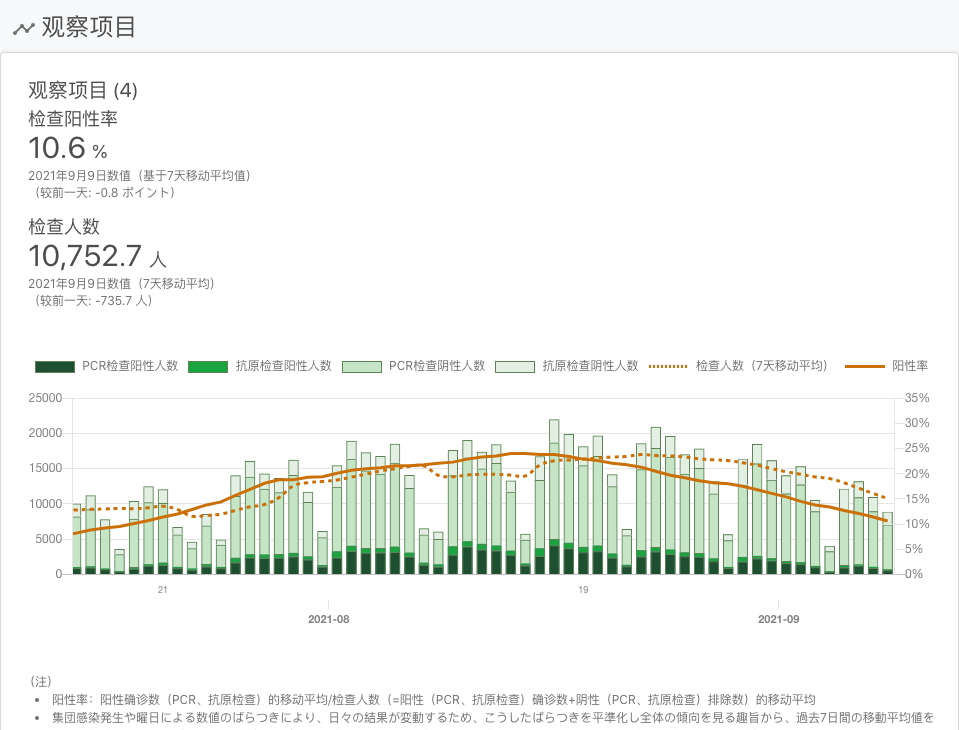 观察项目
观察项目 (4)
检查阳性率
10.6 %
2021年9月9日数值（基于7天移动平均值）
（较前一天: -0.8 ポイント）
检查人数
10,752.7 人
2021年9月9日数值（7天移动平均）
（较前一天: -735.7 人）
PCR检查阳性人数 抗原检查阳性人数 PCR检查阴性人数 抗原检查阴性人数 检查人数（7天移动平均） 阳性率
25000 35%
30%
20000
25%
15000 20%
15%
10000
10%
5000
5%
0 0%
21 19
2021-08 2021-09
（注）
• 阳性率：阳性确诊数（PCR、抗原检查）的移动平均/检查人数（=阳性（PCR、抗原检查）确诊数+阴性（PCR、抗原检查）排除数）的移动平均
• 集団感染発生や曜日による数値のばらつきにより、日々の結果が変動するため、こうしたばらつきを平準化し全体の傾向を見る趣旨から、過去7日間の移動平均値を